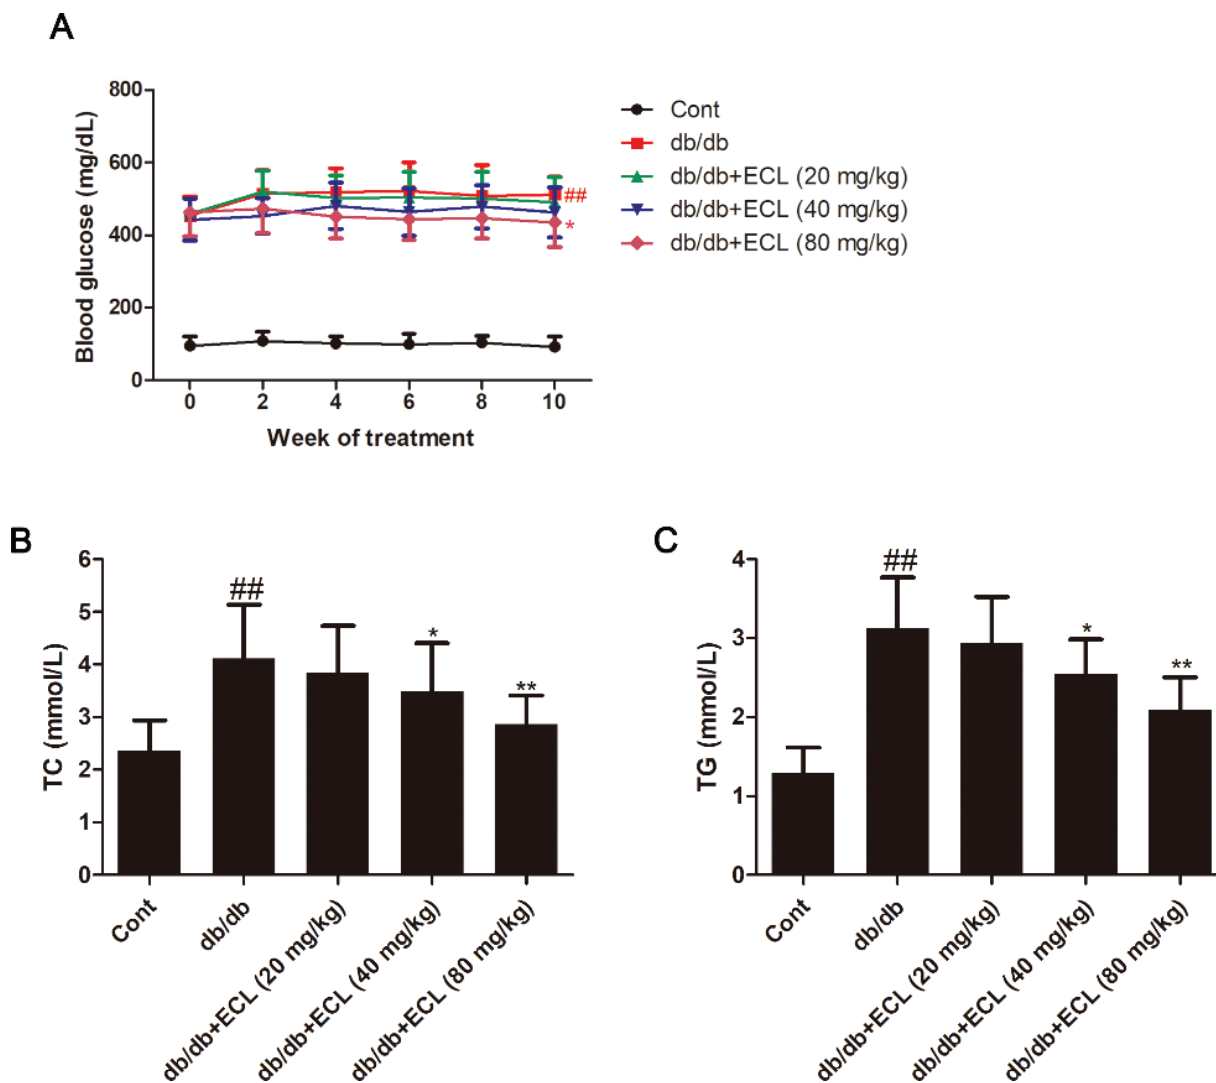 A
800
600
400
200
0
Blood glucose (mg/dL)
0 2 4 6 8 10
Week of treatment
##
*
Cont
db/db
db/db+ECL (20 mg/kg)
db/db+ECL (40 mg/kg)
db/db+ECL (80 mg/kg)
B
6
5
4
3
2
1
0
TC (mmol/L)
##
*
**
Cont
db/db
db/db+ECL (20 mg/kg)
db/db+ECL (40 mg/kg)
db/db+ECL (80 mg/kg)
C
4
3
2
1
0
TG (mmol/L)
##
*
**
Cont
db/db
db/db+ECL (20 mg/kg)
db/db+ECL (40 mg/kg)
db/db+ECL (80 mg/kg)